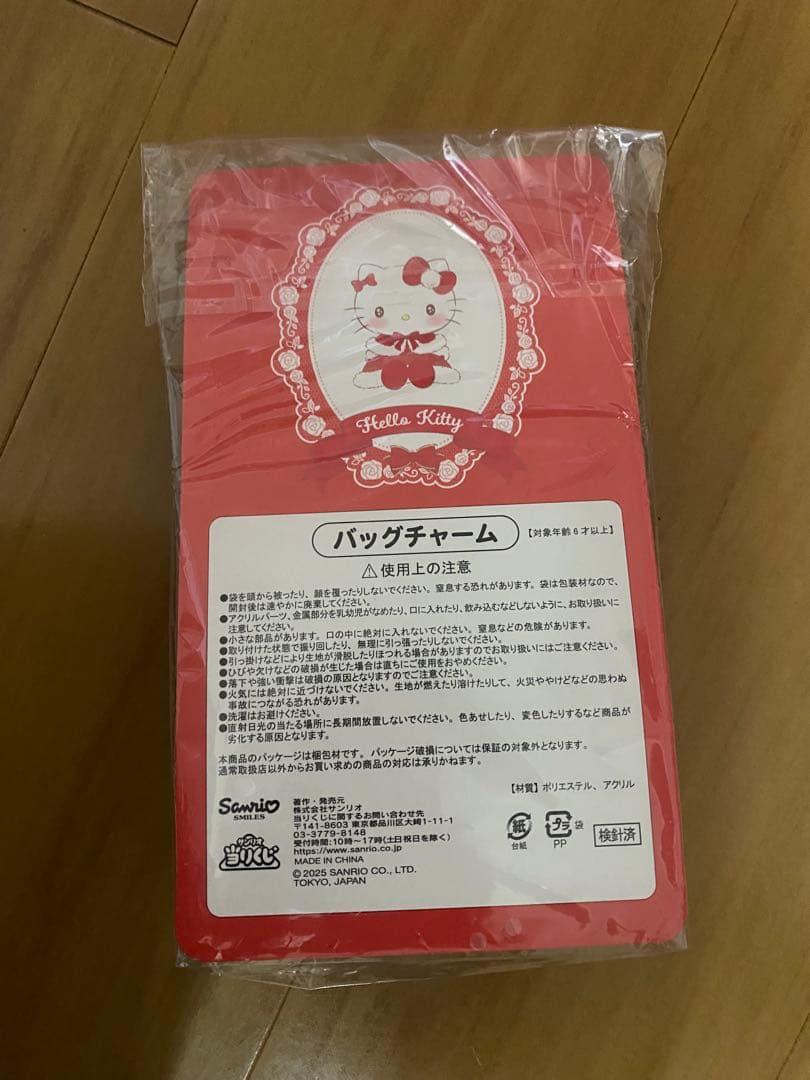 Hello Kitty
バッグチャーム 【対象年齢6才以上】
⚠使用上の注意
●袋を頭から被ったり、顔を覆ったりしないでください。窒息する恐れがあります。袋は包装材なので、
開封後は速やかに廃棄してください。
●アクリルパーツ、金属部分を乳幼児がなめたり、口に入れたり、飲み込むなどしないように、お取り扱いに
注意してください。
●小さな部品があります。口の中に絶対に入れないでください。窒息などの危険があります。
●取り付けた状態で振り回したり、無理に引っ張ったりしないでください。
●引っ掛けなどにより生地が滑脱したりほつれる場合がありますのでお取り扱いにはご注意ください。
●ひびや欠けなどの破損が生じた場合は直ちにご使用をおやめください。
●落下や強い衝撃は破損の原因となりますのでご注意ください。
●火気には絶対に近づけないでください。生地が燃えたり溶けたりして、火災ややけどなどの思わぬ
事故につながる恐れがあります。
●洗濯はお避けください。
●直射日光の当たる場所に長期間放置しないでください。色あせしたり、変色したりするなど商品が
劣化する原因となります。
本商品のパッケージは梱包材です。パッケージ破損については保証の対象外となります。
通常取扱店以外からお買い求めの商品の対応は承りかねます。
【材質】ポリエステル、アクリル
Sanrio
SMILES
サンリオ
当りくじ
著作・発売元
株式会社サンリオ
当りくじに関するお問い合わせ先
〒141-8603 東京都品川区大崎1-11-1
03-3779-8148
受付時間:10時~17時(土日祝日を除く)
https://www.sanrio.co.jp
MADE IN CHINA
©2025 SANRIO CO., LTD.
TOKYO, JAPAN
紙
台紙
プラ 袋
PP
検針済